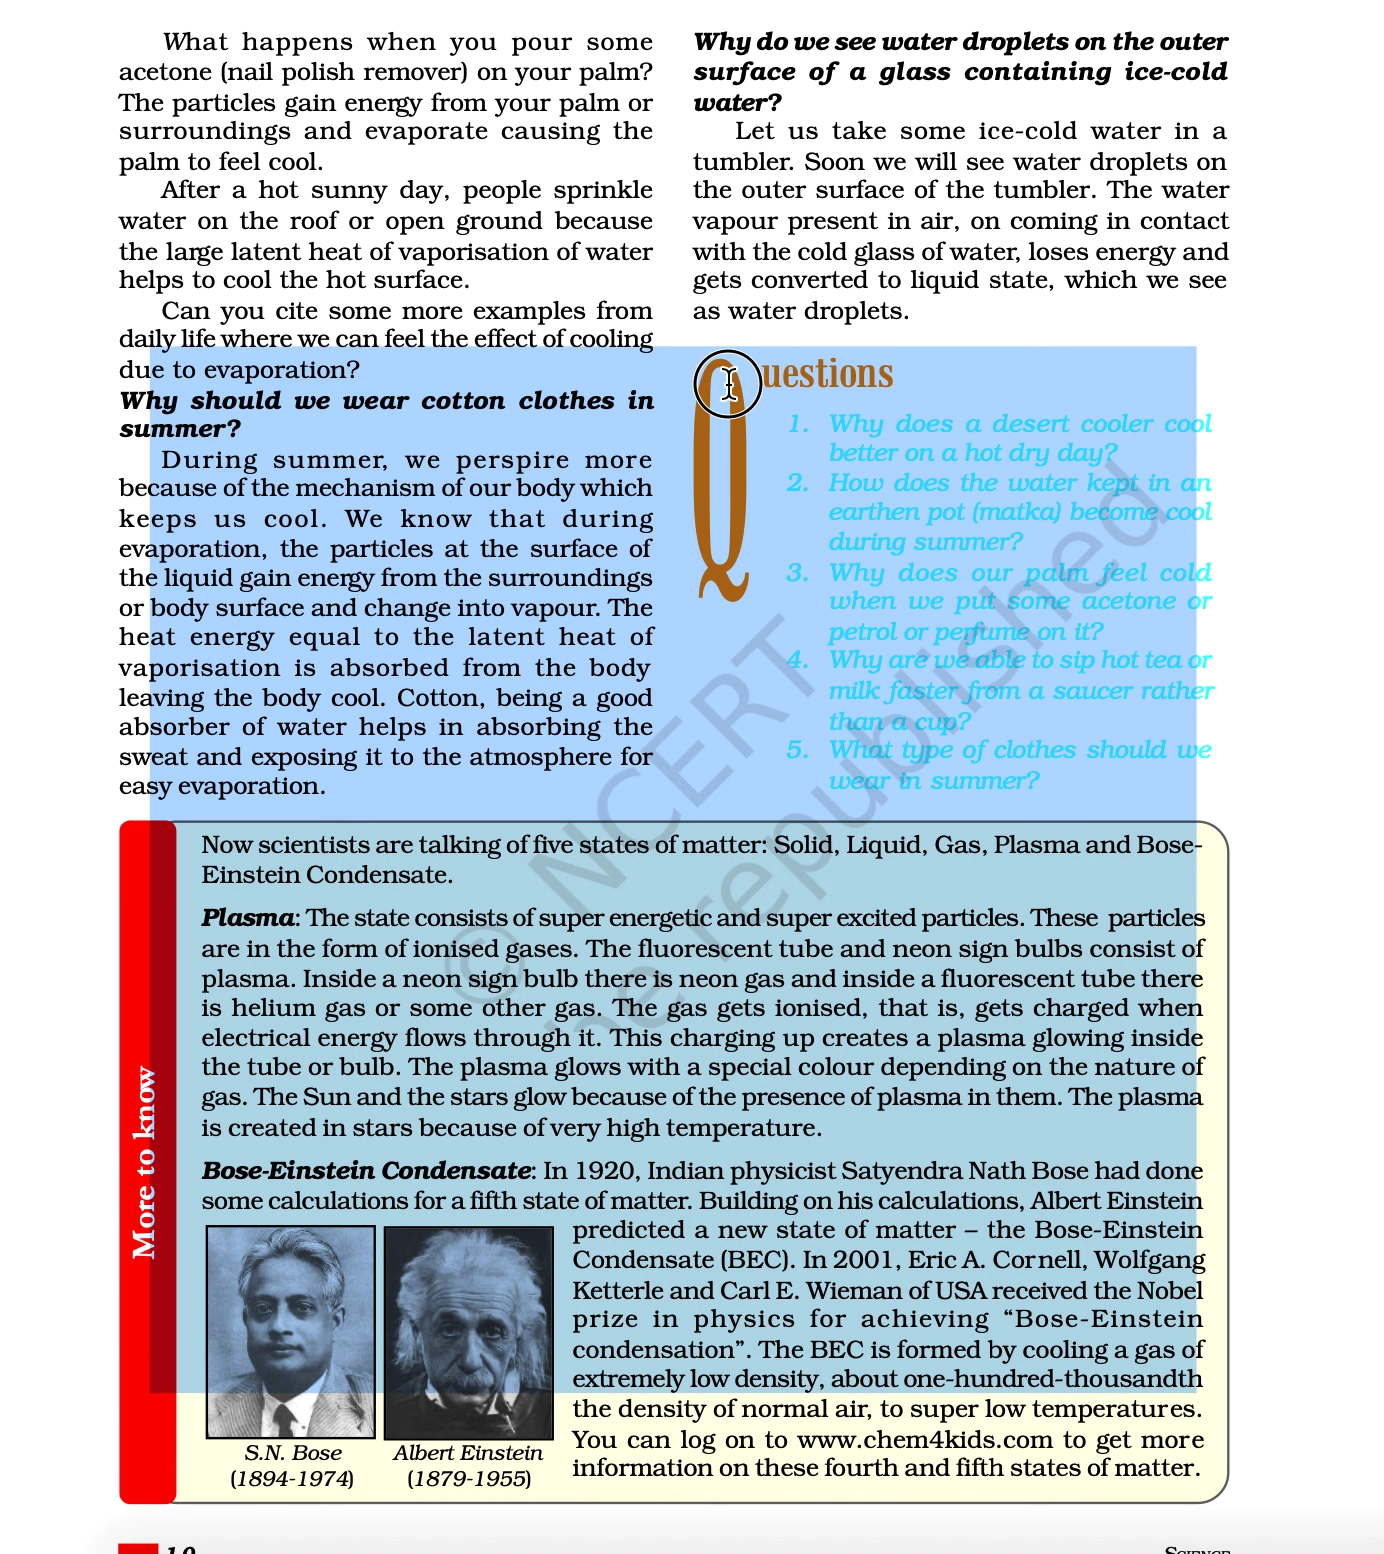 What happens when you pour some
acetone (nail polish remover) on your palm?
The particles gain energy from your palm or
surroundings and evaporate causing the
palm to feel cool.
After a hot sunny day, people sprinkle
water on the roof or open ground because
the large latent heat of vaporisation of water
helps to cool the hot surface.
Can you cite some more examples from
daily life where we can feel the effect of cooling
due to evaporation?
Why should we wear cotton clothes in
summer?
During summer, we perspire more
because of the mechanism of our body which
keeps us cool. We know that during
evaporation, the particles at the surface of
the liquid gain energy from the surroundings
or body surface and change into vapour. The
heat energy equal to the latent heat of
vaporisation is absorbed from the body
leaving the body cool. Cotton, being a good
absorber of water helps in absorbing the
sweat and exposing it to the atmosphere for
easy evaporation.
Why do we see water droplets on the outer
surface of a glass containing ice-cold
water?
Let us take some ice-cold water in a
tumbler. Soon we will see water droplets on
the outer surface of the tumbler. The water
vapour present in air, on coming in contact
with the cold glass of water, loses energy and
gets converted to liquid state, which we see
as water droplets.
Questions
1. Why does a desert cooler cool
better on a hot dry day?
2. How does the water kept in an
earthen pot (matka) become cool
during summer?
3. Why does our palm feel cold
when we put some acetone or
petrol or perfume on it?
4. Why are we able to sip hot tea or
milk faster from a saucer rather
than a cup?
5. What type of clothes should we
wear in summer?
© NCERT
he republished
More to know
Now scientists are talking of five states of matter: Solid, Liquid, Gas, Plasma and Bose-
Einstein Condensate.
Plasma: The state consists of super energetic and super excited particles. These particles
are in the form of ionised gases. The fluorescent tube and neon sign bulbs consist of
plasma. Inside a neon sign bulb there is neon gas and inside a fluorescent tube there
is helium gas or some other gas. The gas gets ionised, that is, gets charged when
electrical energy flows through it. This charging up creates a plasma glowing inside
the tube or bulb. The plasma glows with a special colour depending on the nature of
gas. The Sun and the stars glow because of the presence of plasma in them. The plasma
is created in stars because of very high temperature.
Bose-Einstein Condensate: In 1920, Indian physicist Satyendra Nath Bose had done
some calculations for a fifth state of matter. Building on his calculations, Albert Einstein
predicted a new state of matter – the Bose-Einstein
Condensate (BEC). In 2001, Eric A. Cornell, Wolfgang
Ketterle and Carl E. Wieman of USA received the Nobel
prize in physics for achieving “Bose-Einstein
condensation”. The BEC is formed by cooling a gas of
extremely low density, about one-hundred-thousandth
the density of normal air, to super low temperatures.
You can log on to www.chem4kids.com to get more
information on these fourth and fifth states of matter.
S.N. Bose
(1894-1974)
Albert Einstein
(1879-1955)
10
SCIENCE